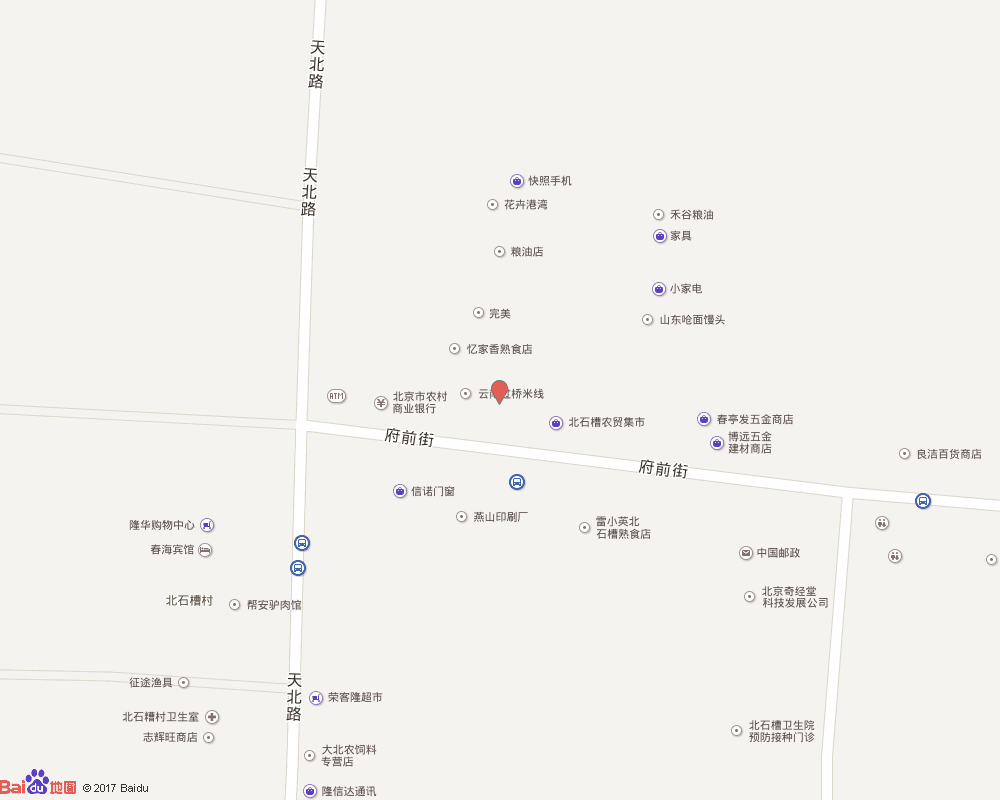 天北路
天北路
快照手机
花卉港湾
禾谷粮油
家具
粮油店
小家电
完美
山东呛面馒头
忆家香熟食店
ATM
北京市农村
商业银行
云南过桥米线
北石槽农贸集市
春亭发五金商店
博远五金
建材商店
府前街
府前街
良洁百货商店
信诺门窗
燕山印刷厂
雷小英北
石槽熟食店
隆华购物中心
春海宾馆
中国邮政
北石槽村
帮安驴肉馆
北京奇经堂
科技发展公司
征途渔具
天北路
荣客隆超市
北石槽村卫生室
志辉旺商店
北石槽卫生院
预防接种门诊
大北农饲料
专营店
隆信达通讯
Bai du 地图 © 2017 Baidu